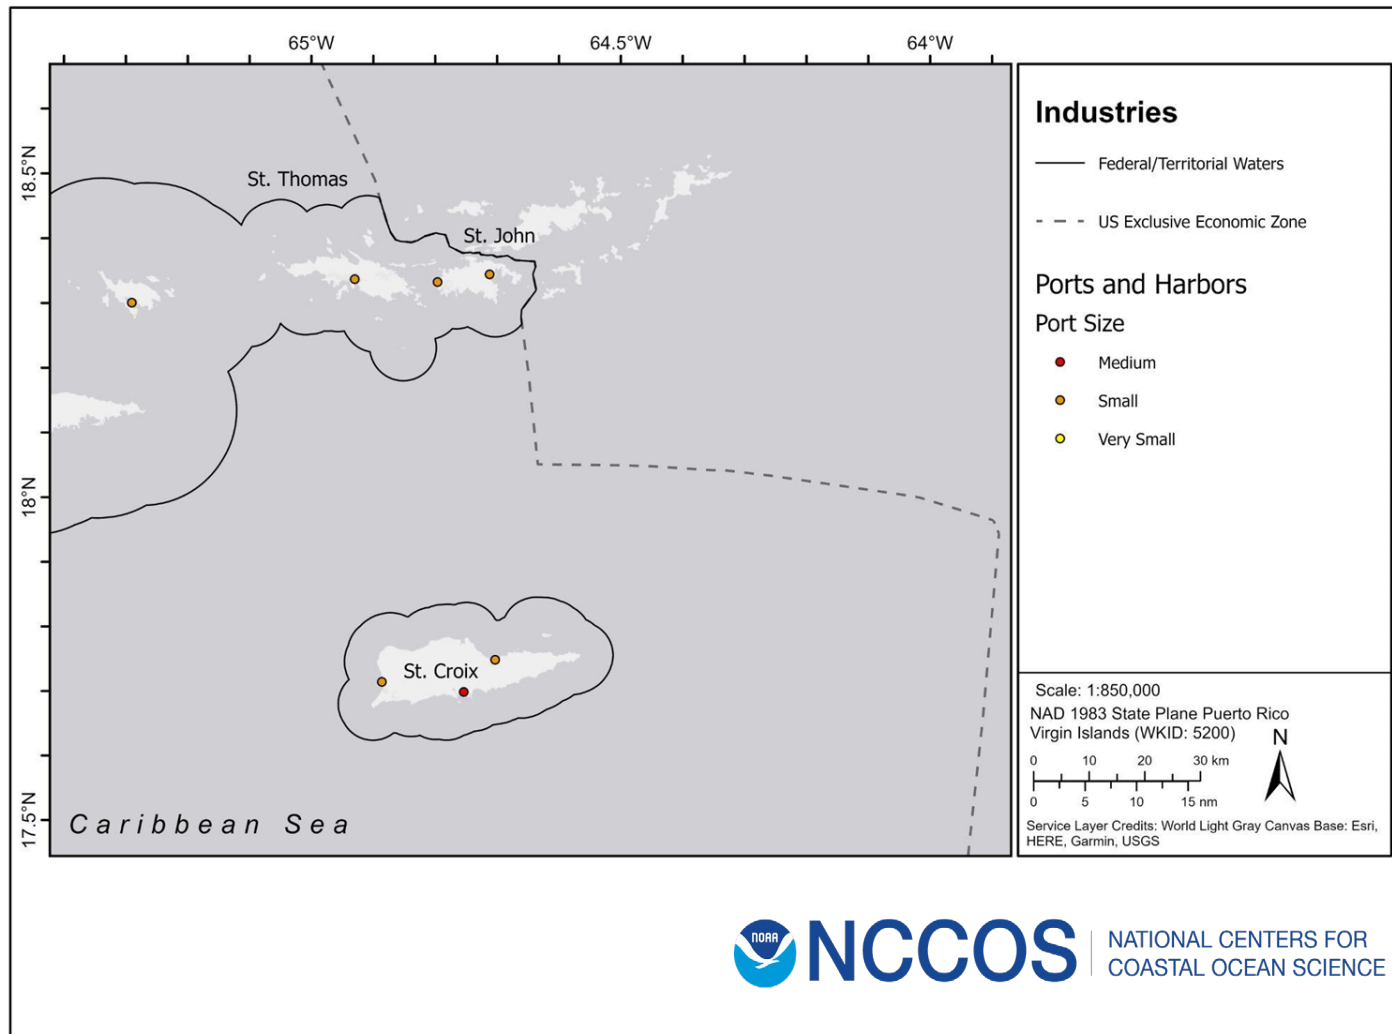 65°W 64.5°W 64°W
18.5°N
18°N
17.5°N
St. Thomas
St. John
St. Croix
Caribbean Sea
Industries
Federal/Territorial Waters
US Exclusive Economic Zone
Ports and Harbors
Port Size
Medium
Small
Very Small
Scale: 1:850,000
NAD 1983 State Plane Puerto Rico
Virgin Islands (WKID: 5200)
N
0 10 20 30 km
0 5 10 15 nm
Service Layer Credits: World Light Gray Canvas Base: Esri,
HERE, Garmin, USGS
NOAA
NCCOS
NATIONAL CENTERS FOR
COASTAL OCEAN SCIENCE